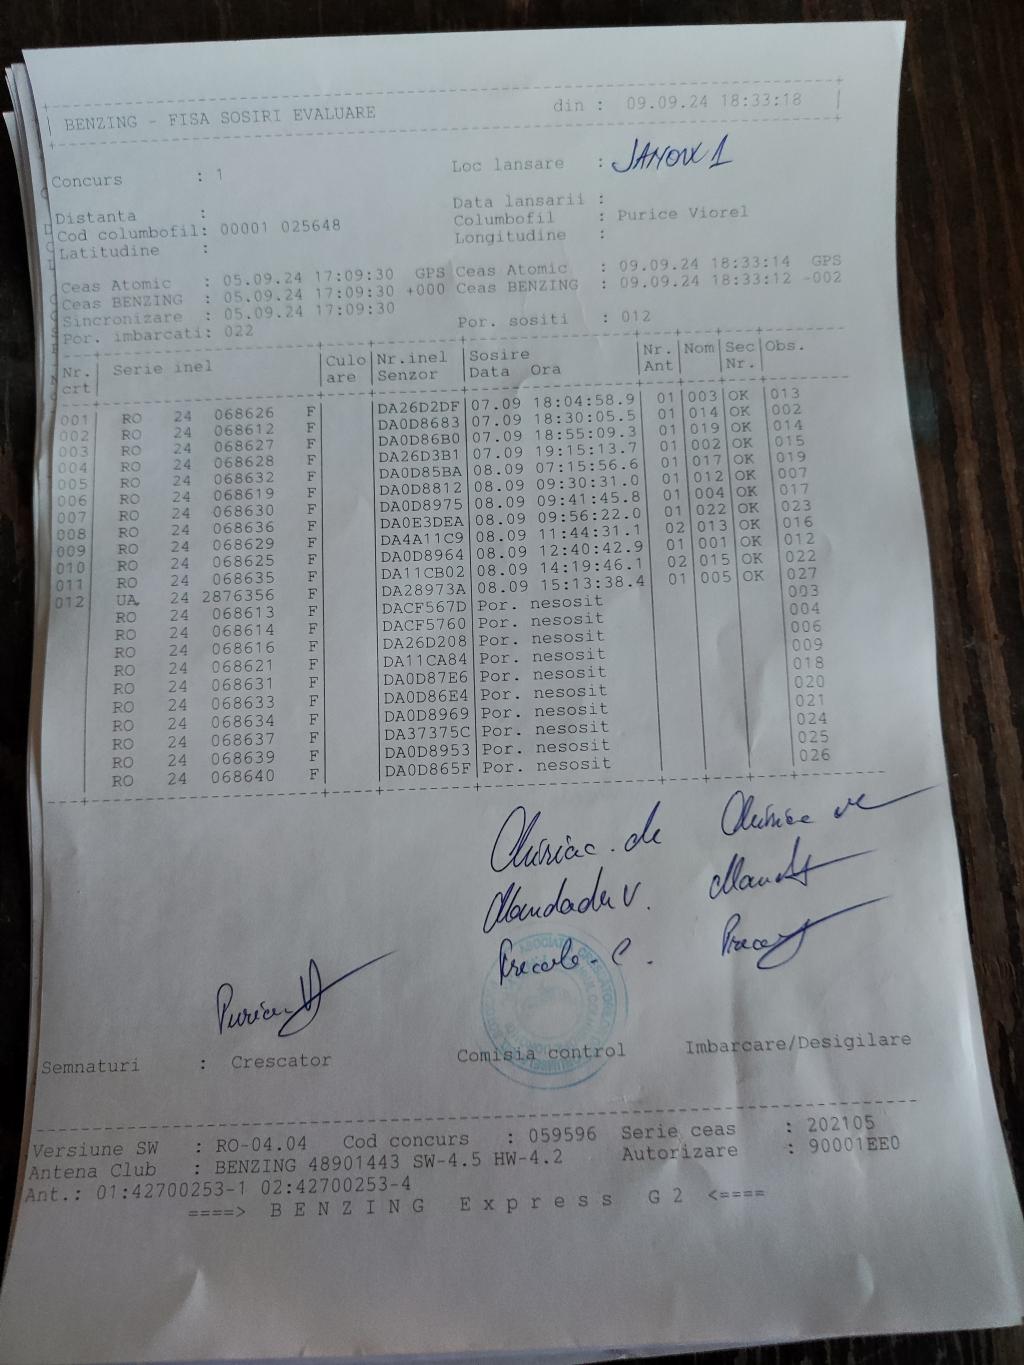 BENZING - FISA SOSIRI EVALUARE din : 09.09.24 18:33:18
Concurs : 1 Loc lansare : JANOW 1
Distanta : Data lansarii :
Cod columbofil: 00001 025648 Columbofil : Purice Viorel
Latitudine : Longitudine :
Ceas Atomic : 05.09.24 17:09:30 GPS Ceas Atomic : 09.09.24 18:33:14 GPS
Ceas BENZING : 05.09.24 17:09:30 +000 Ceas BENZING : 09.09.24 18:33:12 -002
Sincronizare : 05.09.24 17:09:30
Por. imbarcati: 022 Por. sositi : 012
Nr. Serie inel Culo Nr.inel Sosire Nr. Nom Sec Obs.
crt are Senzor Data Ora Ant Nr.
001 RO 24 068626 F DA26D2DF 07.09 18:04:58.9 01 003 OK 013
002 RO 24 068612 F DA0D8683 07.09 18:30:05.5 01 014 OK 002
003 RO 24 068627 F DA0D86B0 07.09 18:55:09.3 01 019 OK 014
004 RO 24 068628 F DA26D3B1 07.09 19:15:13.7 01 002 OK 015
005 RO 24 068632 F DA0D85BA 08.09 07:15:56.6 01 017 OK 019
006 RO 24 068619 F DA0D8812 08.09 09:30:31.0 01 012 OK 007
007 RO 24 068630 F DA0D8975 08.09 09:41:45.8 01 004 OK 017
008 RO 24 068636 F DA0E3DEA 08.09 09:56:22.0 01 022 OK 023
009 RO 24 068629 F DA4A11C9 08.09 11:44:31.1 02 013 OK 016
010 RO 24 068625 F DA0D8964 08.09 12:40:42.9 01 001 OK 012
011 RO 24 068635 F DA11CB02 08.09 14:19:46.1 02 015 OK 022
012 UA 24 2876356 F DA28973A 08.09 15:13:38.4 01 005 OK 027
RO 24 068613 F DACF567D Por. nesosit 003
RO 24 068614 F DACF5760 Por. nesosit 004
RO 24 068616 F DA26D208 Por. nesosit 006
RO 24 068621 F DA11CA84 Por. nesosit 009
RO 24 068631 F DA0D87E6 Por. nesosit 018
RO 24 068633 F DA0D86E4 Por. nesosit 020
RO 24 068634 F DA0D8969 Por. nesosit 021
RO 24 068637 F DA37375C Por. nesosit 024
RO 24 068639 F DA0D8953 Por. nesosit 025
RO 24 068640 F DA0D865F Por. nesosit 026
Semnaturi : Crescator Comisia control Imbarcare/Desigilare
Versiune SW : RO-04.04 Cod concurs : 059596 Serie ceas : 202105
Antena Club : BENZING 48901443 SW-4.5 HW-4.2 Autorizare : 90001EE0
Ant.: 01:42700253-1 02:42700253-4
====> BENZING Express G2 <====